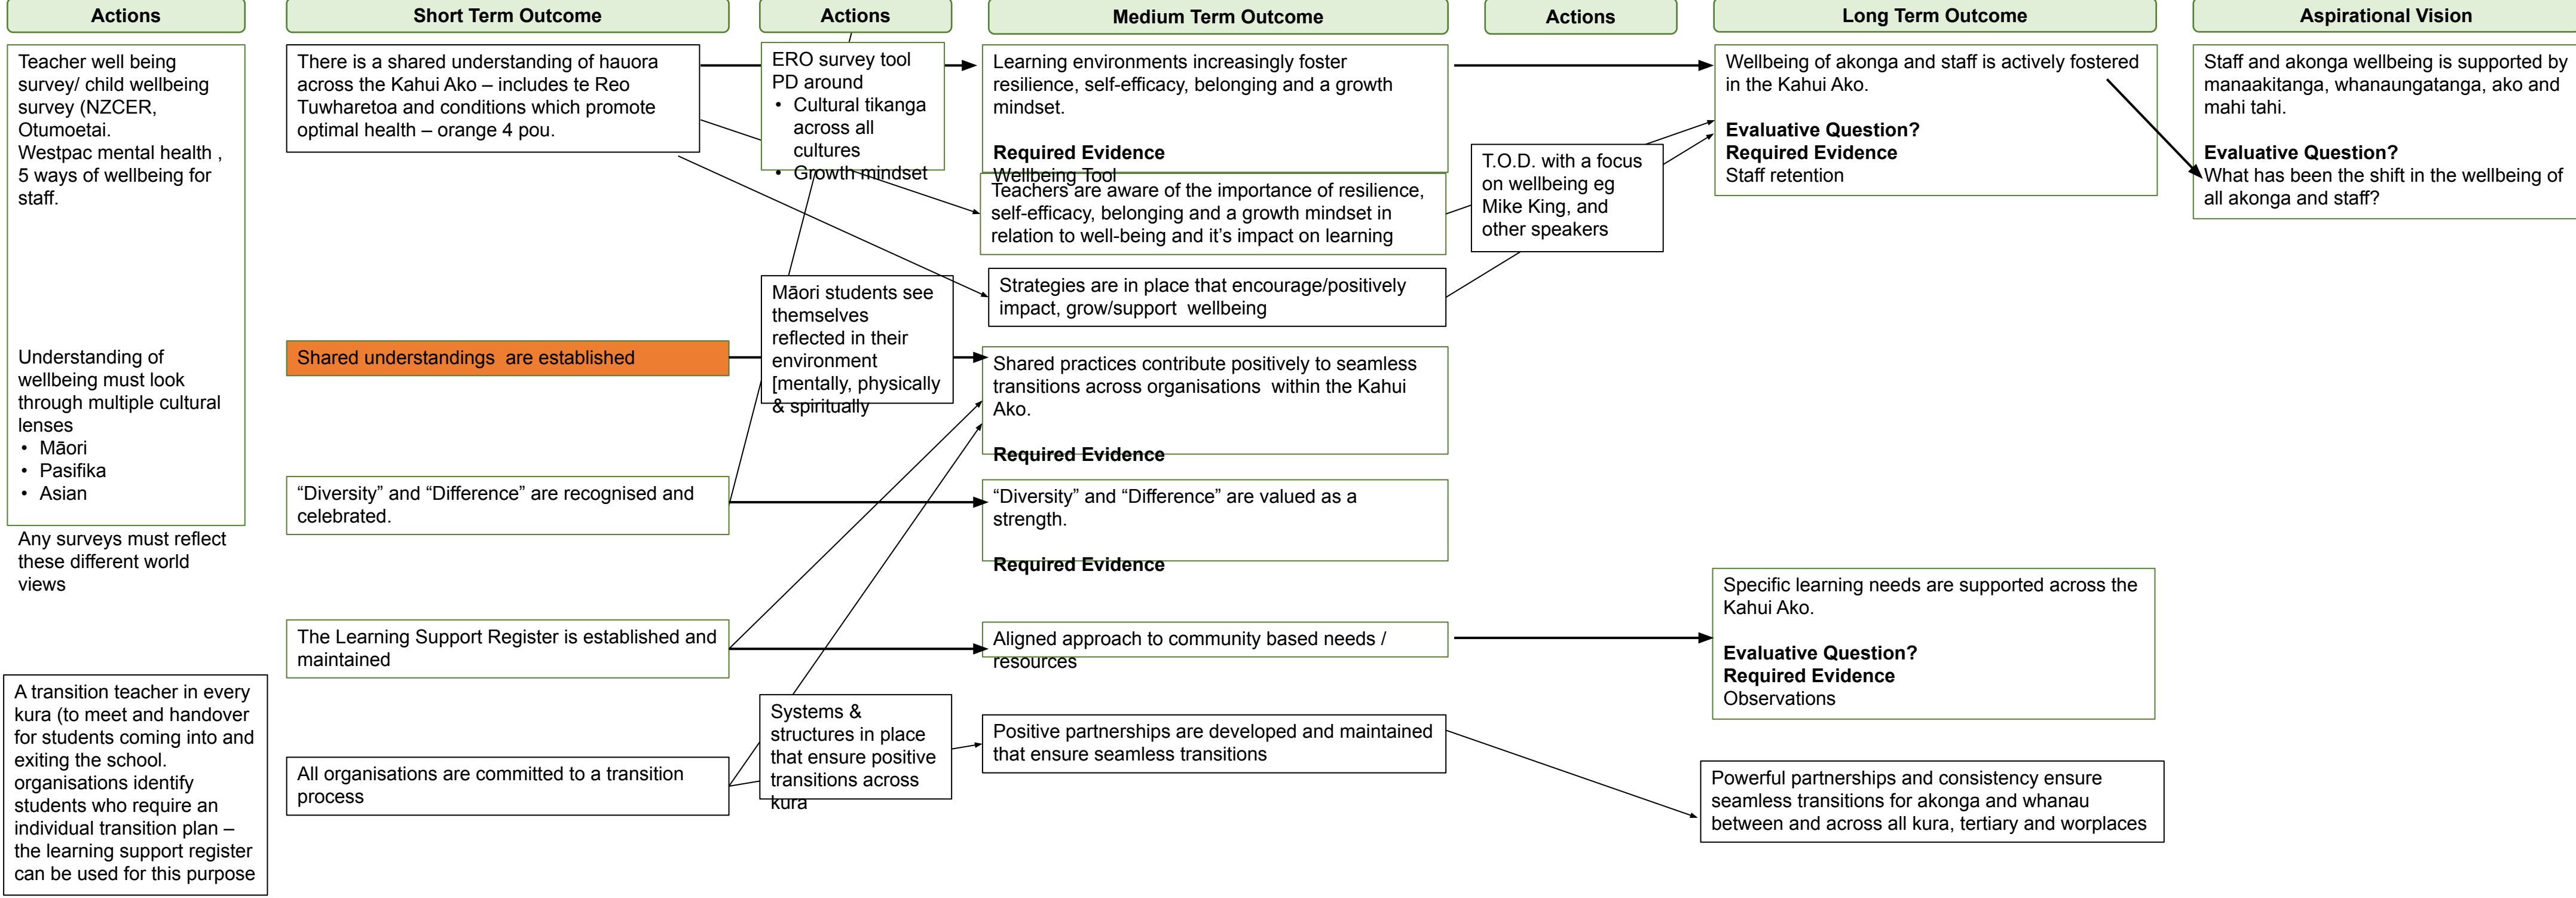 Actions
Short Term Outcome
Actions
Medium Term Outcome
Actions
Long Term Outcome
Aspirational Vision
Teacher well being
survey/ child wellbeing
survey (NZCER,
Otumoetai.
Westpac mental health ,
5 ways of wellbeing for
staff.
Understanding of
wellbeing must look
through multiple cultural
lenses
• Māori
• Pasifika
• Asian
Any surveys must reflect
these different world
views
A transition teacher in every
kura (to meet and handover
for students coming into and
exiting the school.
organisations identify
students who require an
individual transition plan –
the learning support register
can be used for this purpose
There is a shared understanding of hauora
across the Kahui Ako – includes te Reo
Tuwharetoa and conditions which promote
optimal health – orange 4 pou.
Shared understandings are established
“Diversity” and “Difference” are recognised and
celebrated.
The Learning Support Register is established and
maintained
All organisations are committed to a transition
process
ERO survey tool
PD around
• Cultural tikanga
across all
cultures
• Growth mindset
Māori students see
themselves
reflected in their
environment
[mentally, physically
& spiritually
Systems &
structures in place
that ensure positive
transitions across
kura
Learning environments increasingly foster
resilience, self-efficacy, belonging and a growth
mindset.
Required Evidence
Wellbeing Tool
Teachers are aware of the importance of resilience,
self-efficacy, belonging and a growth mindset in
relation to well-being and it’s impact on learning
Strategies are in place that encourage/positively
impact, grow/support wellbeing
Shared practices contribute positively to seamless
transitions across organisations within the Kahui
Ako.
Required Evidence
“Diversity” and “Difference” are valued as a
strength.
Required Evidence
Aligned approach to community based needs /
resources
Positive partnerships are developed and maintained
that ensure seamless transitions
T.O.D. with a focus
on wellbeing eg
Mike King, and
other speakers
Wellbeing of akonga and staff is actively fostered
in the Kahui Ako.
Evaluative Question?
Required Evidence
Staff retention
Specific learning needs are supported across the
Kahui Ako.
Evaluative Question?
Required Evidence
Observations
Powerful partnerships and consistency ensure
seamless transitions for akonga and whanau
between and across all kura, tertiary and worplaces
Staff and akonga wellbeing is supported by
manaakitanga, whanaungatanga, ako and
mahi tahi.
Evaluative Question?
What has been the shift in the wellbeing of
all akonga and staff?